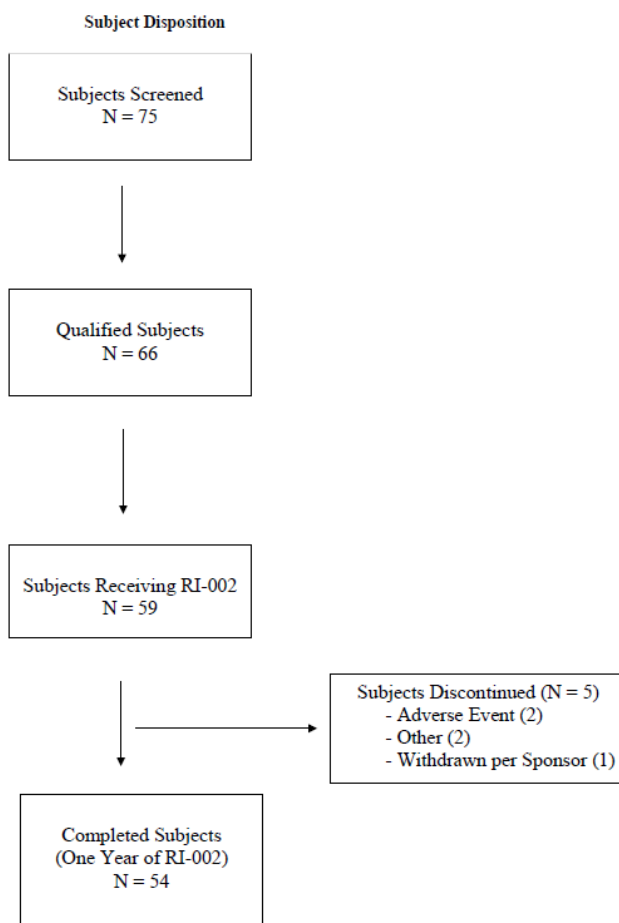 Subject Disposition
Subjects Screened
N = 75
Qualified Subjects
N = 66
Subjects Receiving RI-002
N = 59
Subjects Discontinued (N = 5)
- Adverse Event (2)
- Other (2)
- Withdrawn per Sponsor (1)
Completed Subjects
(One Year of RI-002)
N = 54